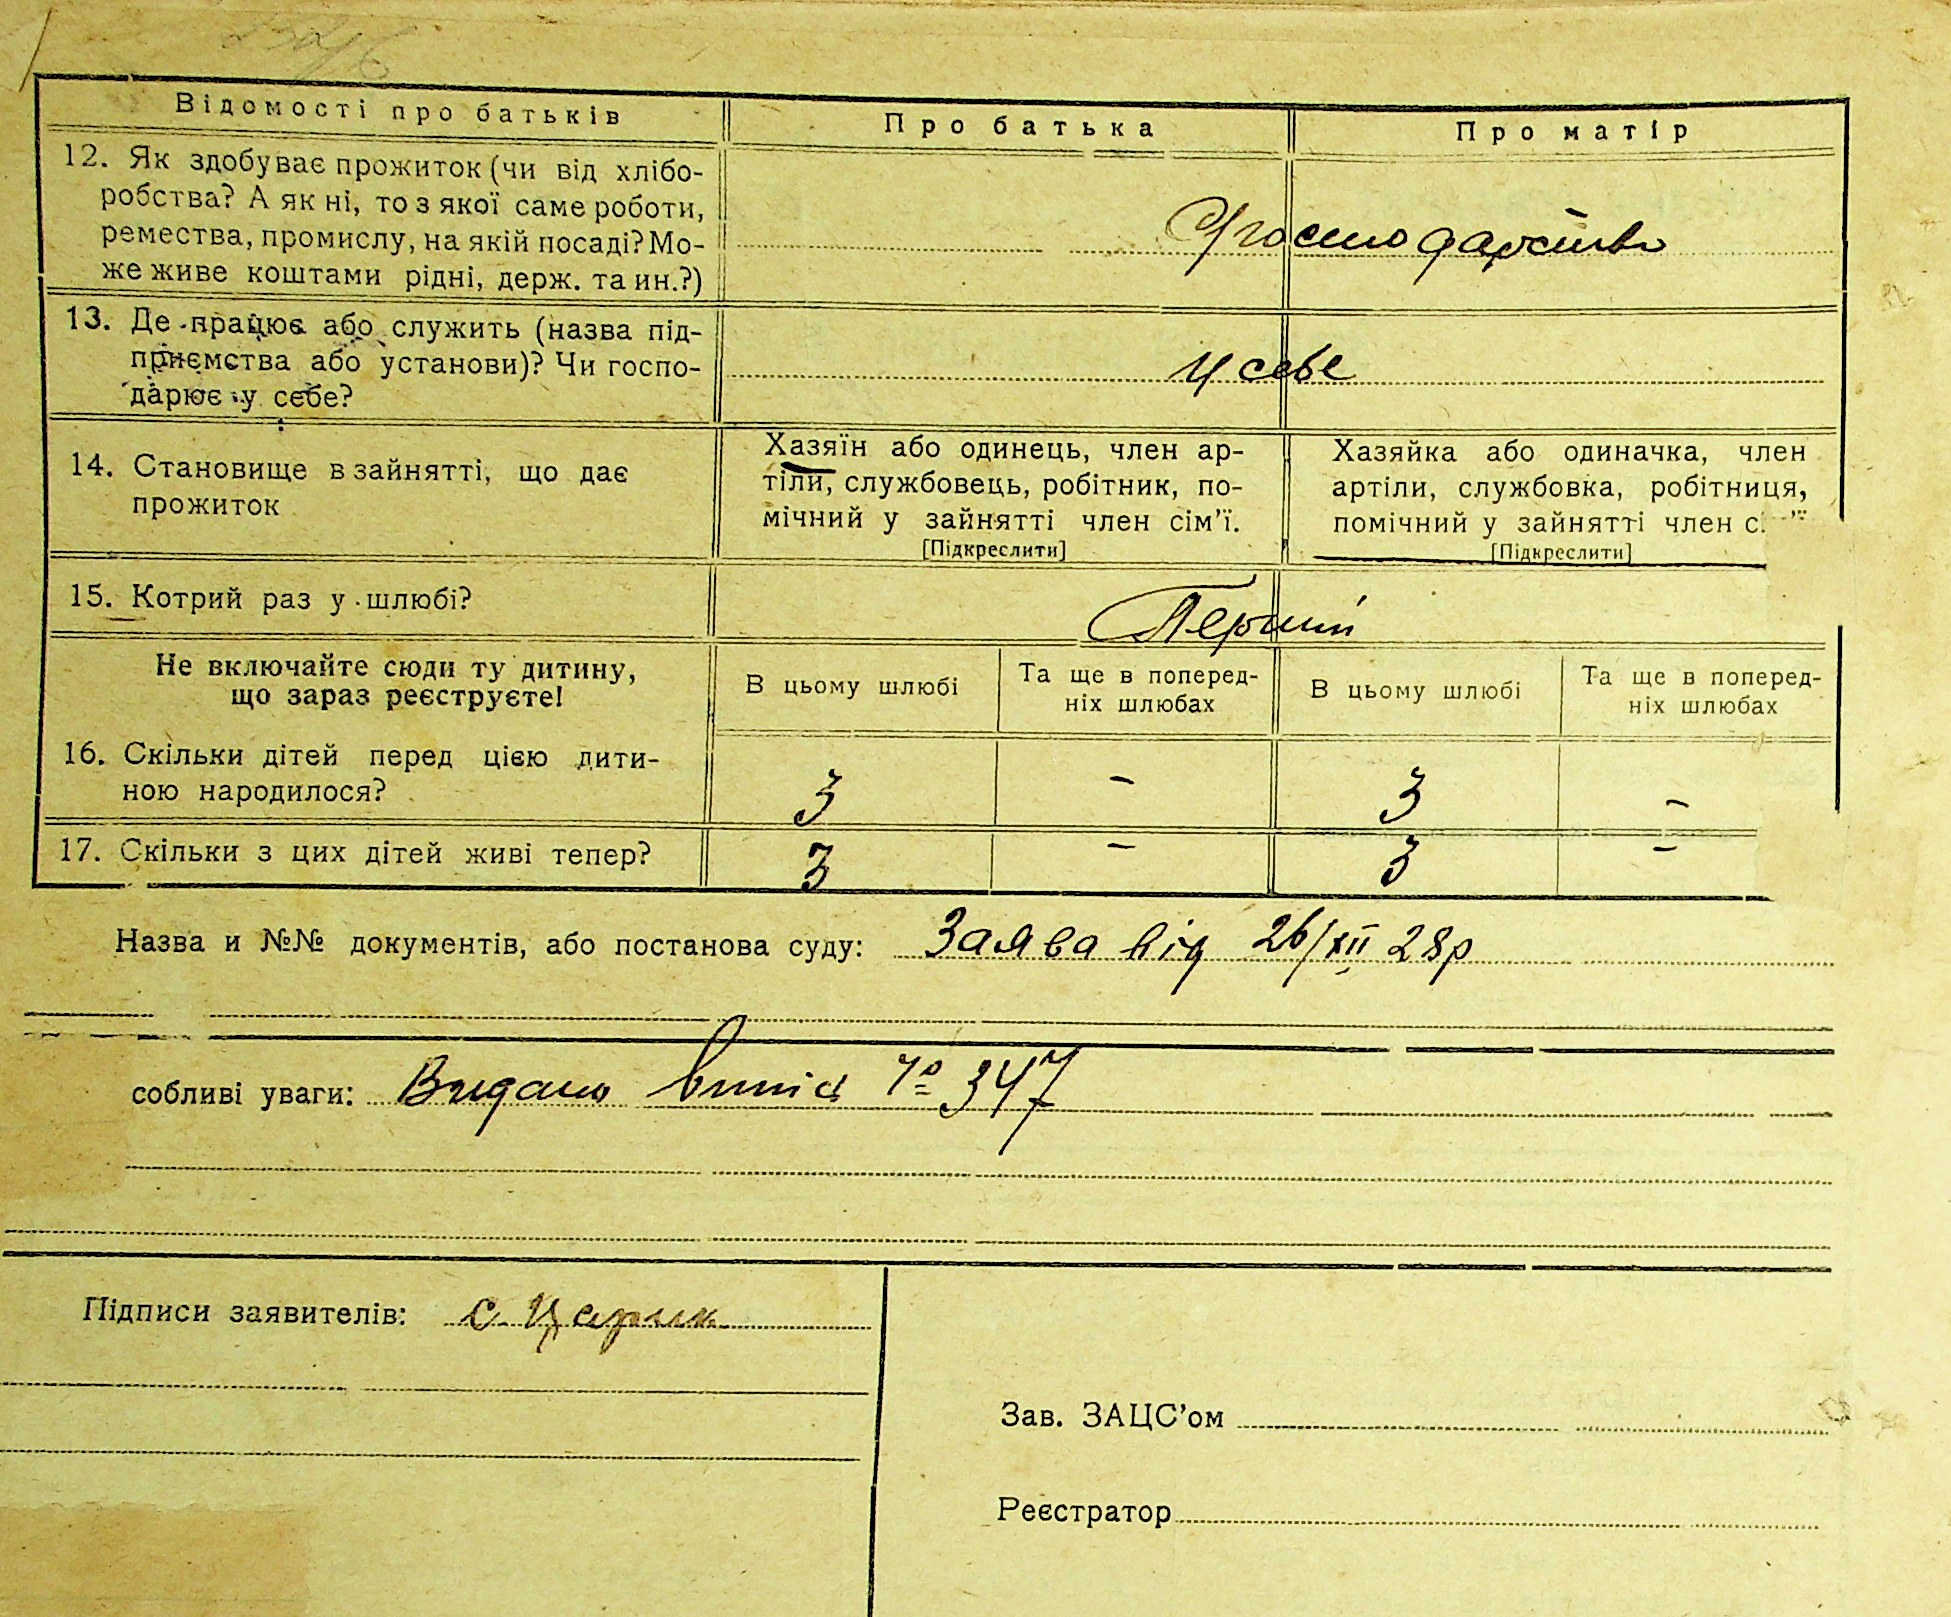 Відомості про батьків
Про батька
Про матір
12. Як здобуває прожиток (чи від хлібо-
робства? А як ні, то з якої саме роботи,
ремества, промислу, на якій посаді? Мо-
же живе коштами рідні, держ. та ин.?)
Господарство
13. Де працює або служить (назва під-
приємства або установи)? Чи госпо-
дарює у себе?
У себе
14. Становище в зайнятті, що дає
прожиток
Хазяїн або одинець, член ар-
тіли, службовець, робітник, по-
мічний у зайнятті член сім'ї.
[Підкреслити]
Хазяйка або одиначка, член
артіли, службовка, робітниця,
помічний у зайнятті член с
[Підкреслити]
15. Котрий раз у шлюбі?
Перший
Не включайте сюди ту дитину,
що зараз реєструєте!
В цьому шлюбі
Та ще в поперед-
ніх шлюбах
В цьому шлюбі
Та ще в поперед-
ніх шлюбах
16. Скільки дітей перед цією дити-
ною народилося?
3 – 3 –
17. Скільки з цих дітей живі тепер?
3 – 3 –
Назва и №№ документів, або постанова суду: Заява від 26/XII 28р
собливі уваги: Видано випис № 347
Підписи заявителів: С. Царик
Зав. ЗАЦС'ом
Реєстратор